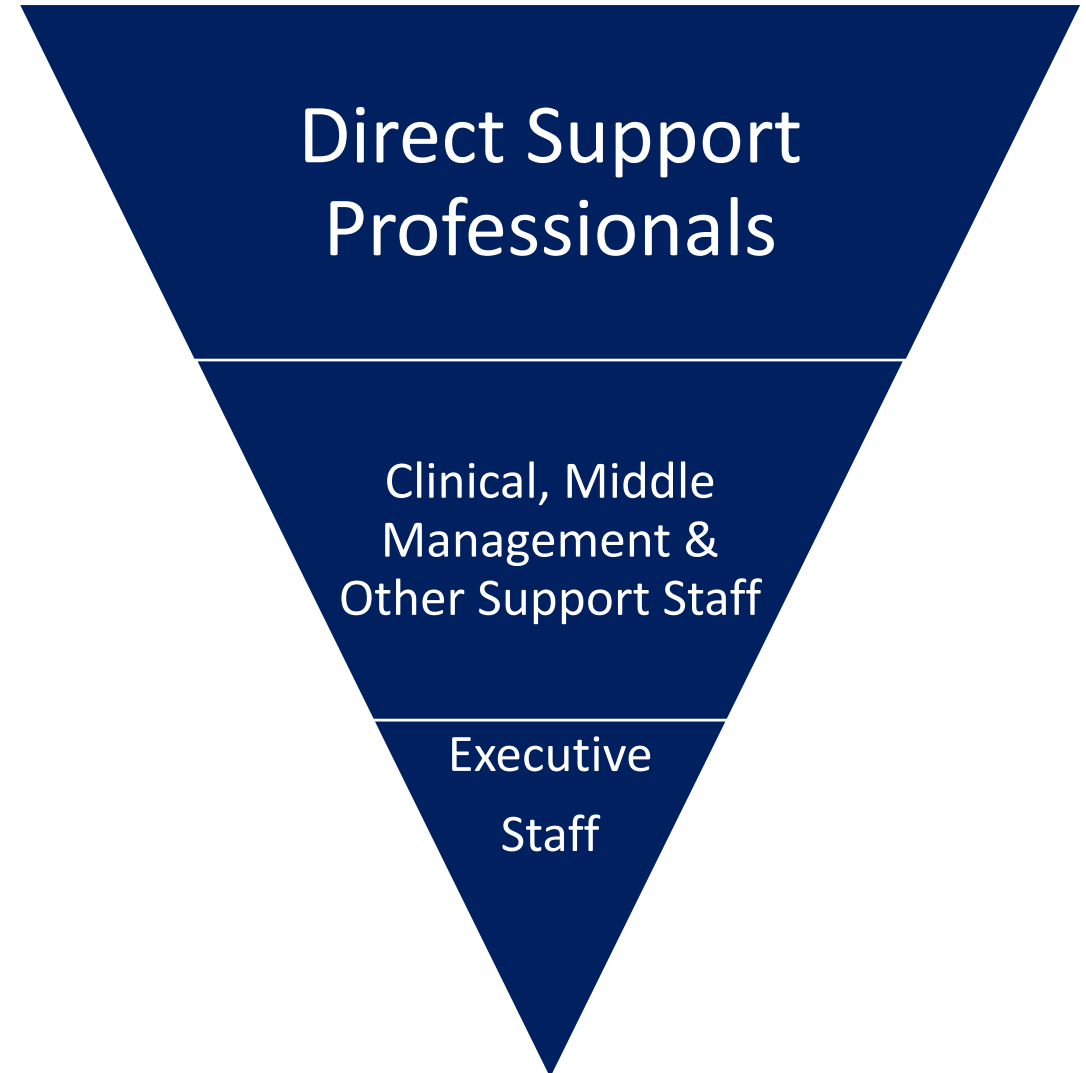 Direct Support
Professionals
Clinical, Middle
Management &
Other Support Staff
Executive
Staff